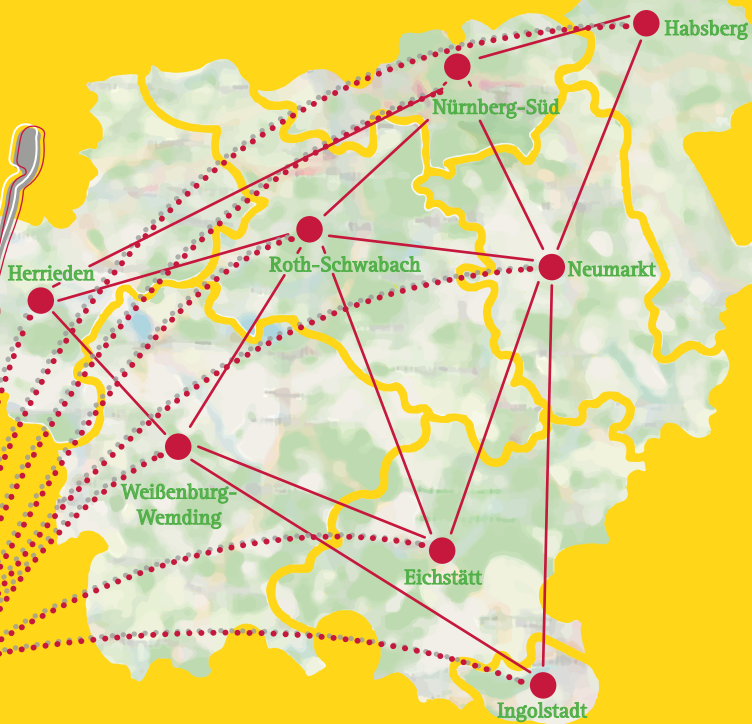 Habsberg
Nürnberg-Süd
Roth-Schwabach
Herrieden
Neumarkt
Weißenburg-
Wemding
Eichstätt
Ingolstadt